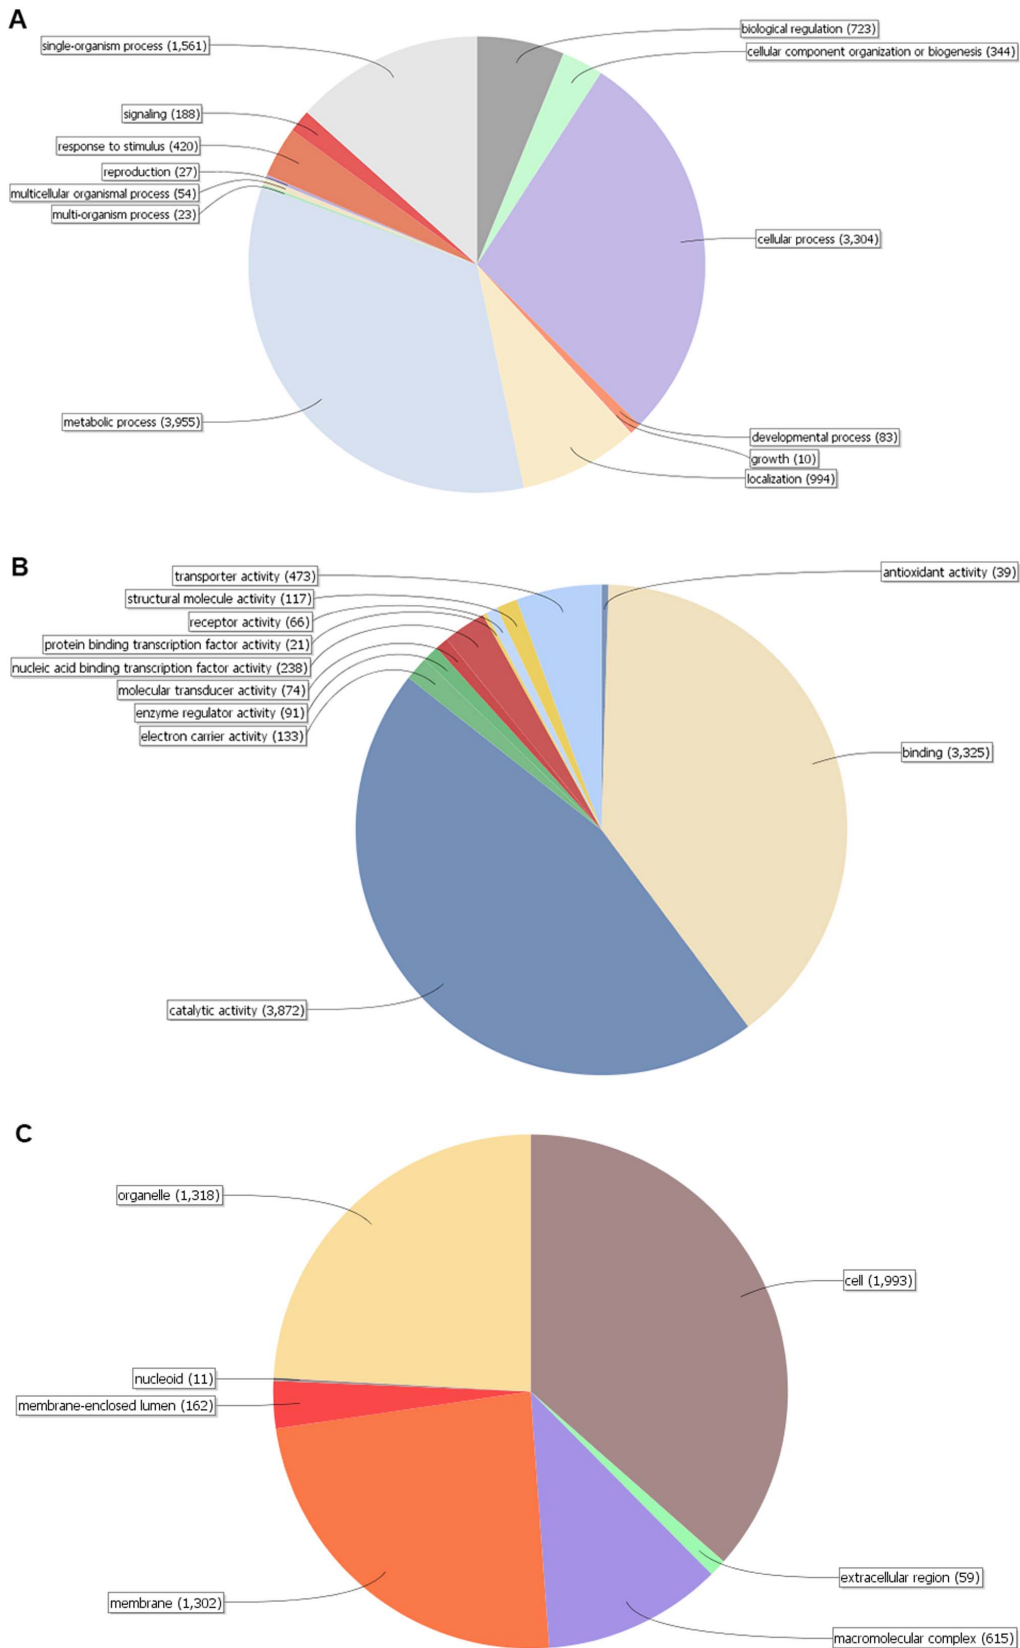 A
single-organism process (1,561)
biological regulation (723)
cellular component organization or biogenesis (344)
signaling (188)
response to stimulus (420)
reproduction (27)
multicellular organismal process (54)
multi-organism process (23)
cellular process (3,304)
metabolic process (3,955)
developmental process (83)
growth (10)
localization (994)
B
transporter activity (473)
antioxidant activity (39)
structural molecule activity (117)
receptor activity (66)
protein binding transcription factor activity (21)
nucleic acid binding transcription factor activity (238)
molecular transducer activity (74)
enzyme regulator activity (91)
electron carrier activity (133)
binding (3,325)
catalytic activity (3,872)
C
organelle (1,318)
cell (1,993)
nucleoid (11)
membrane-enclosed lumen (162)
extracellular region (59)
membrane (1,302)
macromolecular complex (615)